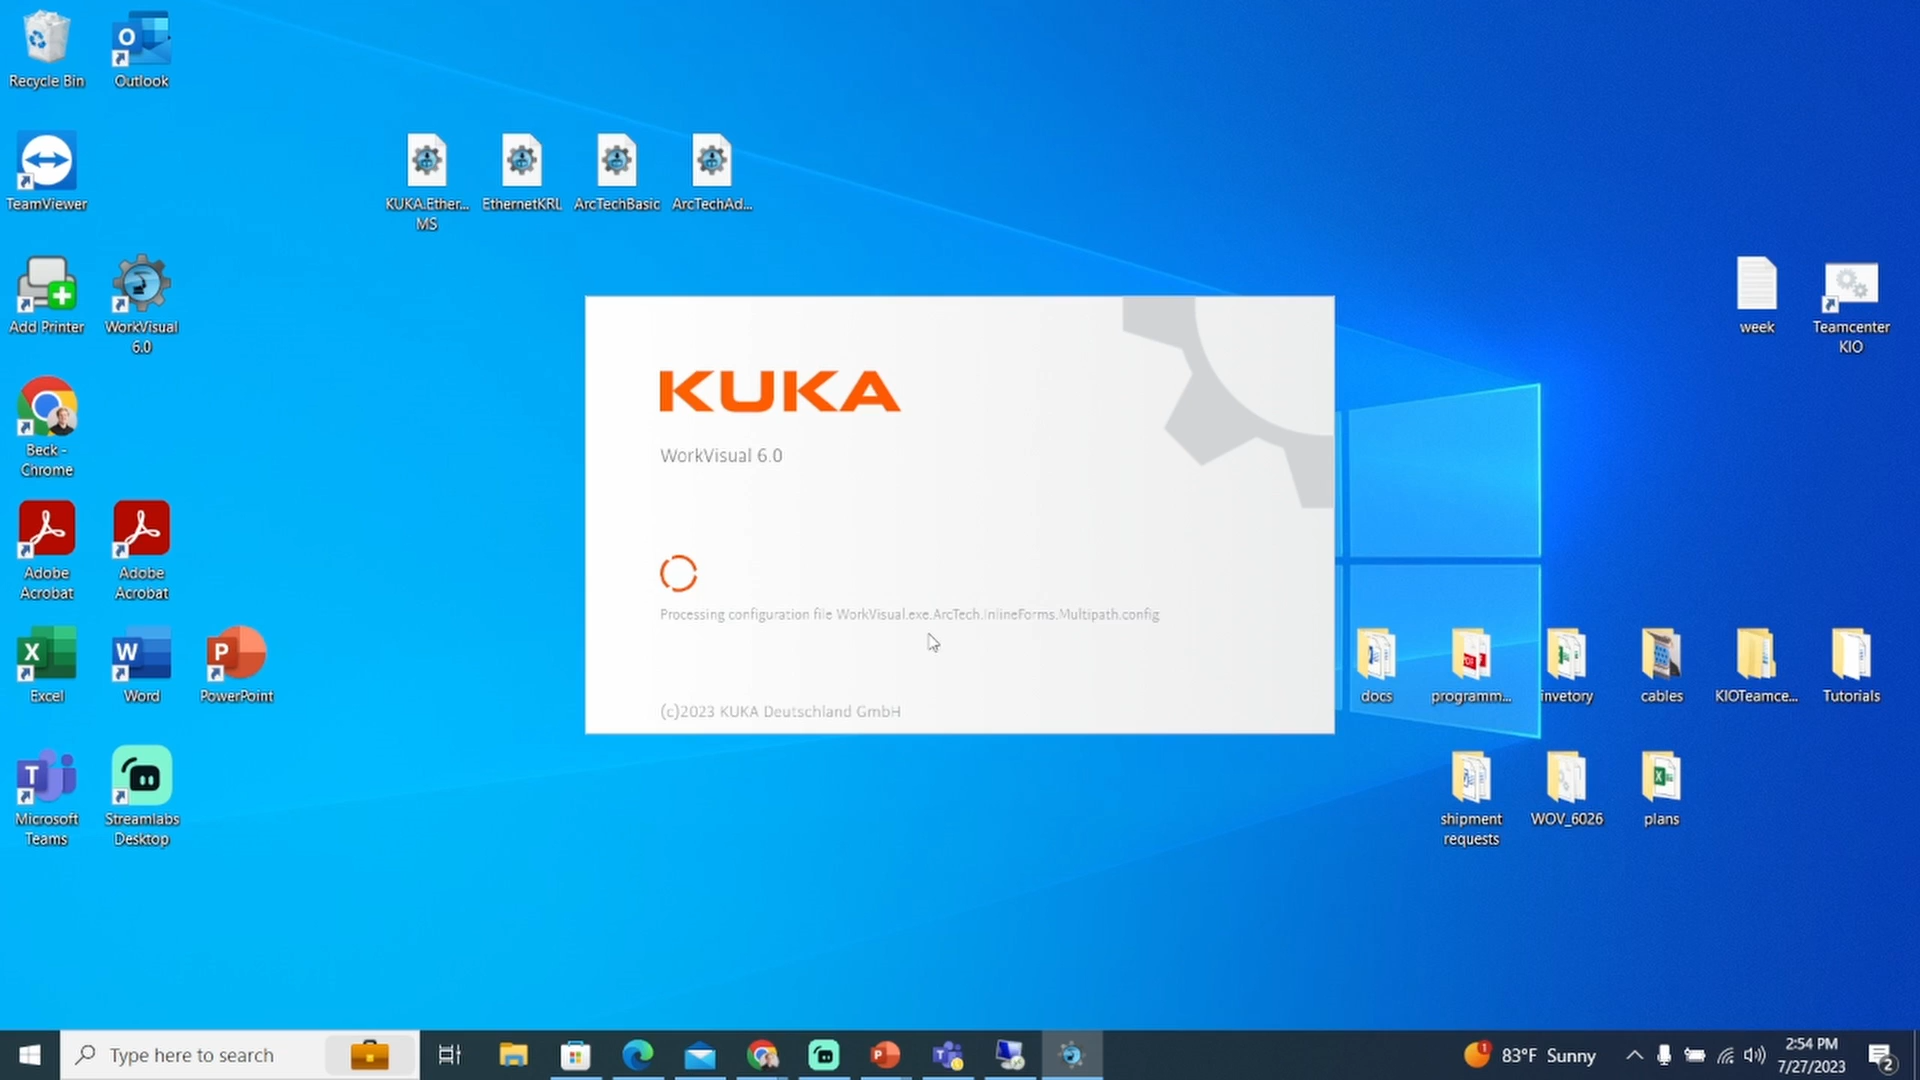 Recycle Bin
Outlook
TeamViewer
KUKA.Ether...
MS
EthernetKRL
ArcTechBasic
ArcTechAd...
Add Printer
WorkVisual
6.0
week
Teamcenter
KIO
KUKA
WorkVisual 6.0
Beck -
Chrome
Adobe
Acrobat
Adobe
Acrobat
Processing configuration file WorkVisual.exe.ArcTech.InlineForms.Multipath.config
(c)2023 KUKA Deutschland GmbH
Excel
Word
PowerPoint
docs
programm...
invetory
cables
KIOTeamce...
Tutorials
Microsoft
Teams
Streamlabs
Desktop
shipment
requests
WOV_6026
plans
Type here to search
83°F Sunny
2:54 PM
7/27/2023
2